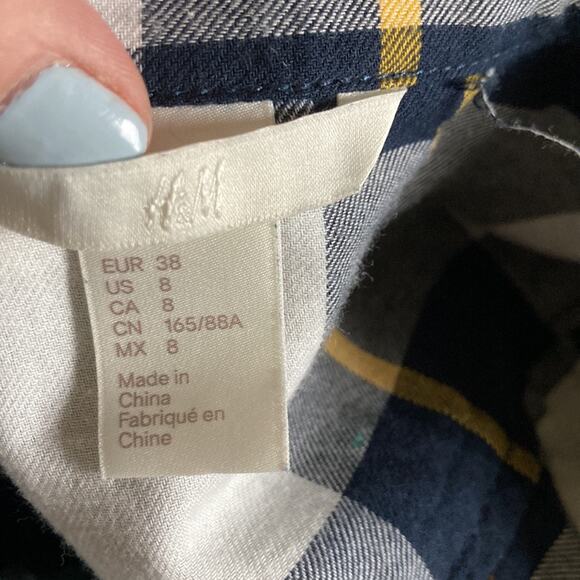 H&M
EUR 38
US 8
CA 8
CN 165/88A
MX 8
Made in
China
Fabriqué en
Chine